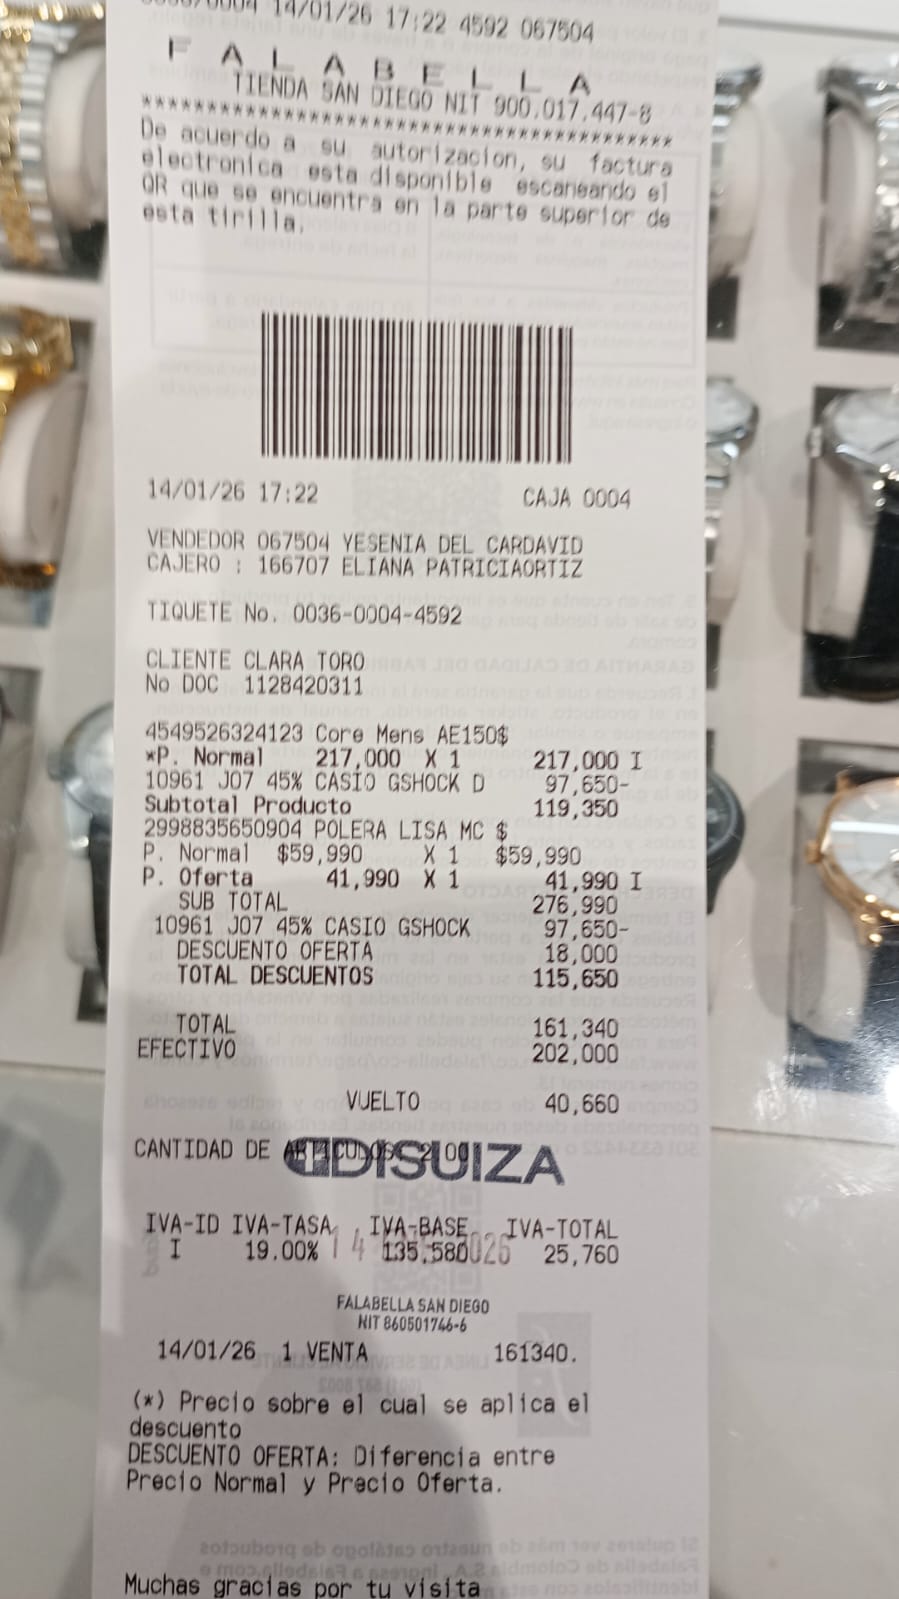 14/01/26 17:22 4592 067504
F A L A B E L L A
TIENDA SAN DIEGO NIT 900.017.447-8
****************************************
De acuerdo a su autorizacion, su factura
electronica esta disponible escaneando el
QR que se encuentra en la parte superior de
esta tirilla.
14/01/26 17:22 CAJA 0004
VENDEDOR 067504 YESENIA DEL CARDAVID
CAJERO : 166707 ELIANA PATRICIAORTIZ
TIQUETE No. 0036-0004-4592
CLIENTE CLARA TORO
No DOC 1128420311
4549526324123 Core Mens AE150$
*P. Normal 217,000 X 1 217,000 I
10961 J07 45% CASIO GSHOCK D 97,650-
Subtotal Producto 119,350
2998835650904 POLERA LISA MC $
P. Normal $59,990 X 1 $59,990
P. Oferta 41,990 X 1 41,990 I
SUB TOTAL 276,990
10961 J07 45% CASIO GSHOCK 97,650-
DESCUENTO OFERTA 18,000
TOTAL DESCUENTOS 115,650
TOTAL 161,340
EFECTIVO 202,000
VUELTO 40,660
CANTIDAD DE ARTICULOS
DISUIZA
IVA-ID IVA-TASA IVA-BASE IVA-TOTAL
I 19.00% 135,580 25,760
FALABELLA SAN DIEGO
NIT 860501746-6
14/01/26 1 VENTA 161340.
(*) Precio sobre el cual se aplica el
descuento
DESCUENTO OFERTA: Diferencia entre
Precio Normal y Precio Oferta.
Muchas gracias por tu visita